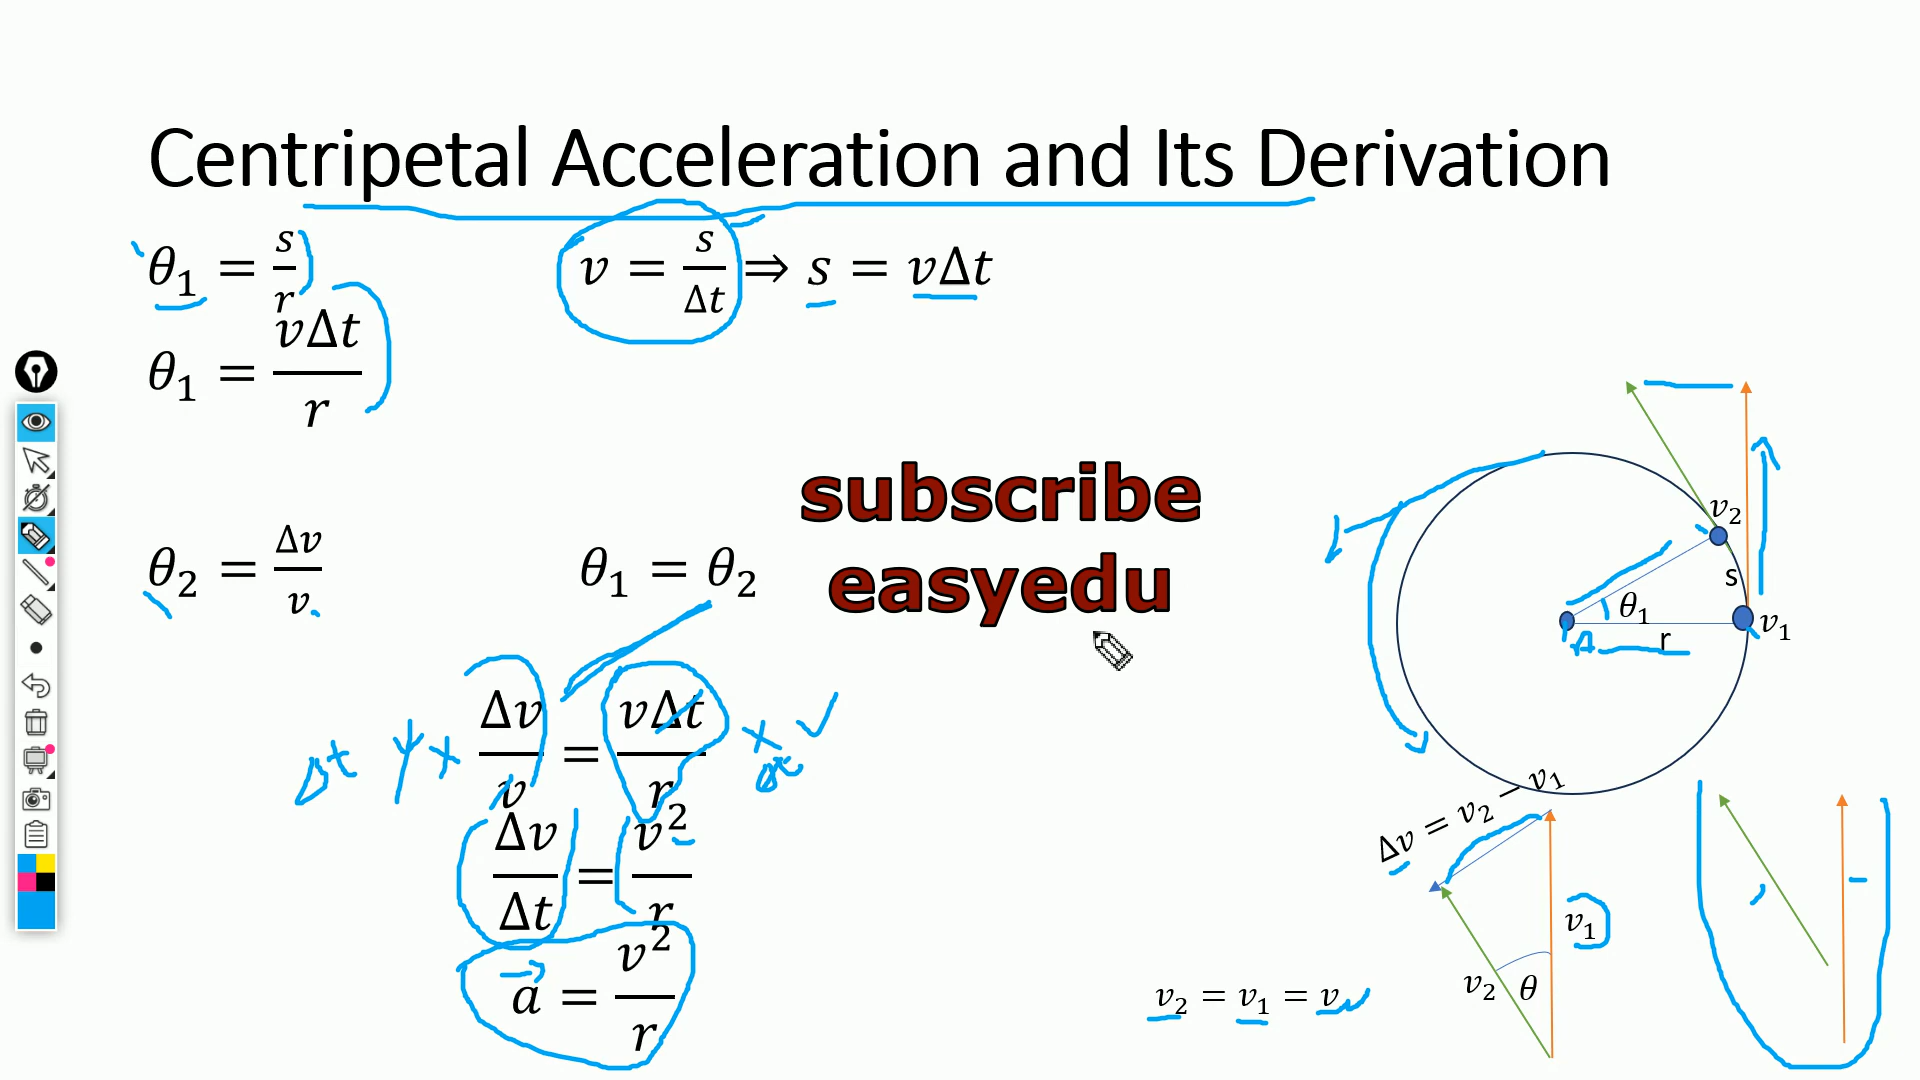 Centripetal Acceleration and Its Derivation
θ₁ = s/r
v = s/Δt ⇒ s = vΔt
θ₁ = vΔt/r
subscribe
easyedu
θ₂ = Δv/v
θ₁ = θ₂
Δv/v = vΔt/r
Δt
Δv/Δt = v²/r
a = v²/r
v₂
s
θ₁
v₁
r
Δv = v₂ − v₁
v₁
v₂ θ
v₂ = v₁ = v